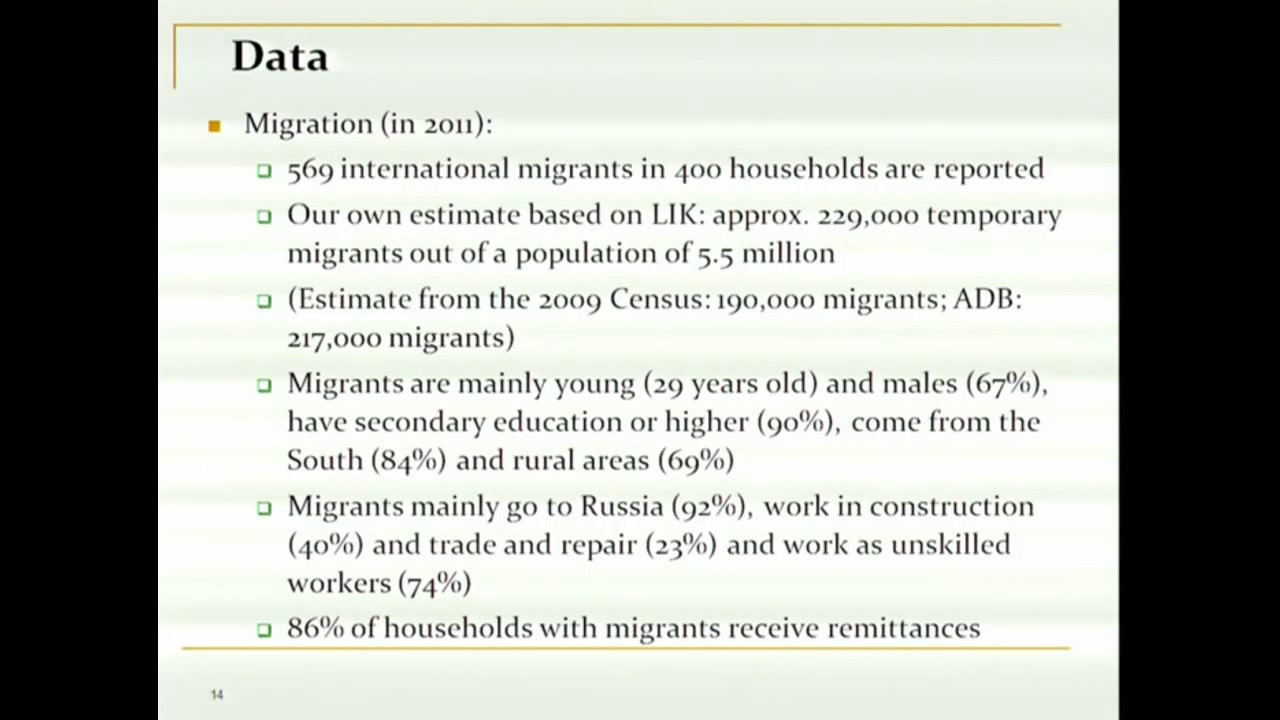 Data
Migration (in 2011):
569 international migrants in 400 households are reported
Our own estimate based on LIK: approx. 229,000 temporary
migrants out of a population of 5.5 million
(Estimate from the 2009 Census: 190,000 migrants; ADB:
217,000 migrants)
Migrants are mainly young (29 years old) and males (67%),
have secondary education or higher (90%), come from the
South (84%) and rural areas (69%)
Migrants mainly go to Russia (92%), work in construction
(40%) and trade and repair (23%) and work as unskilled
workers (74%)
86% of households with migrants receive remittances
14